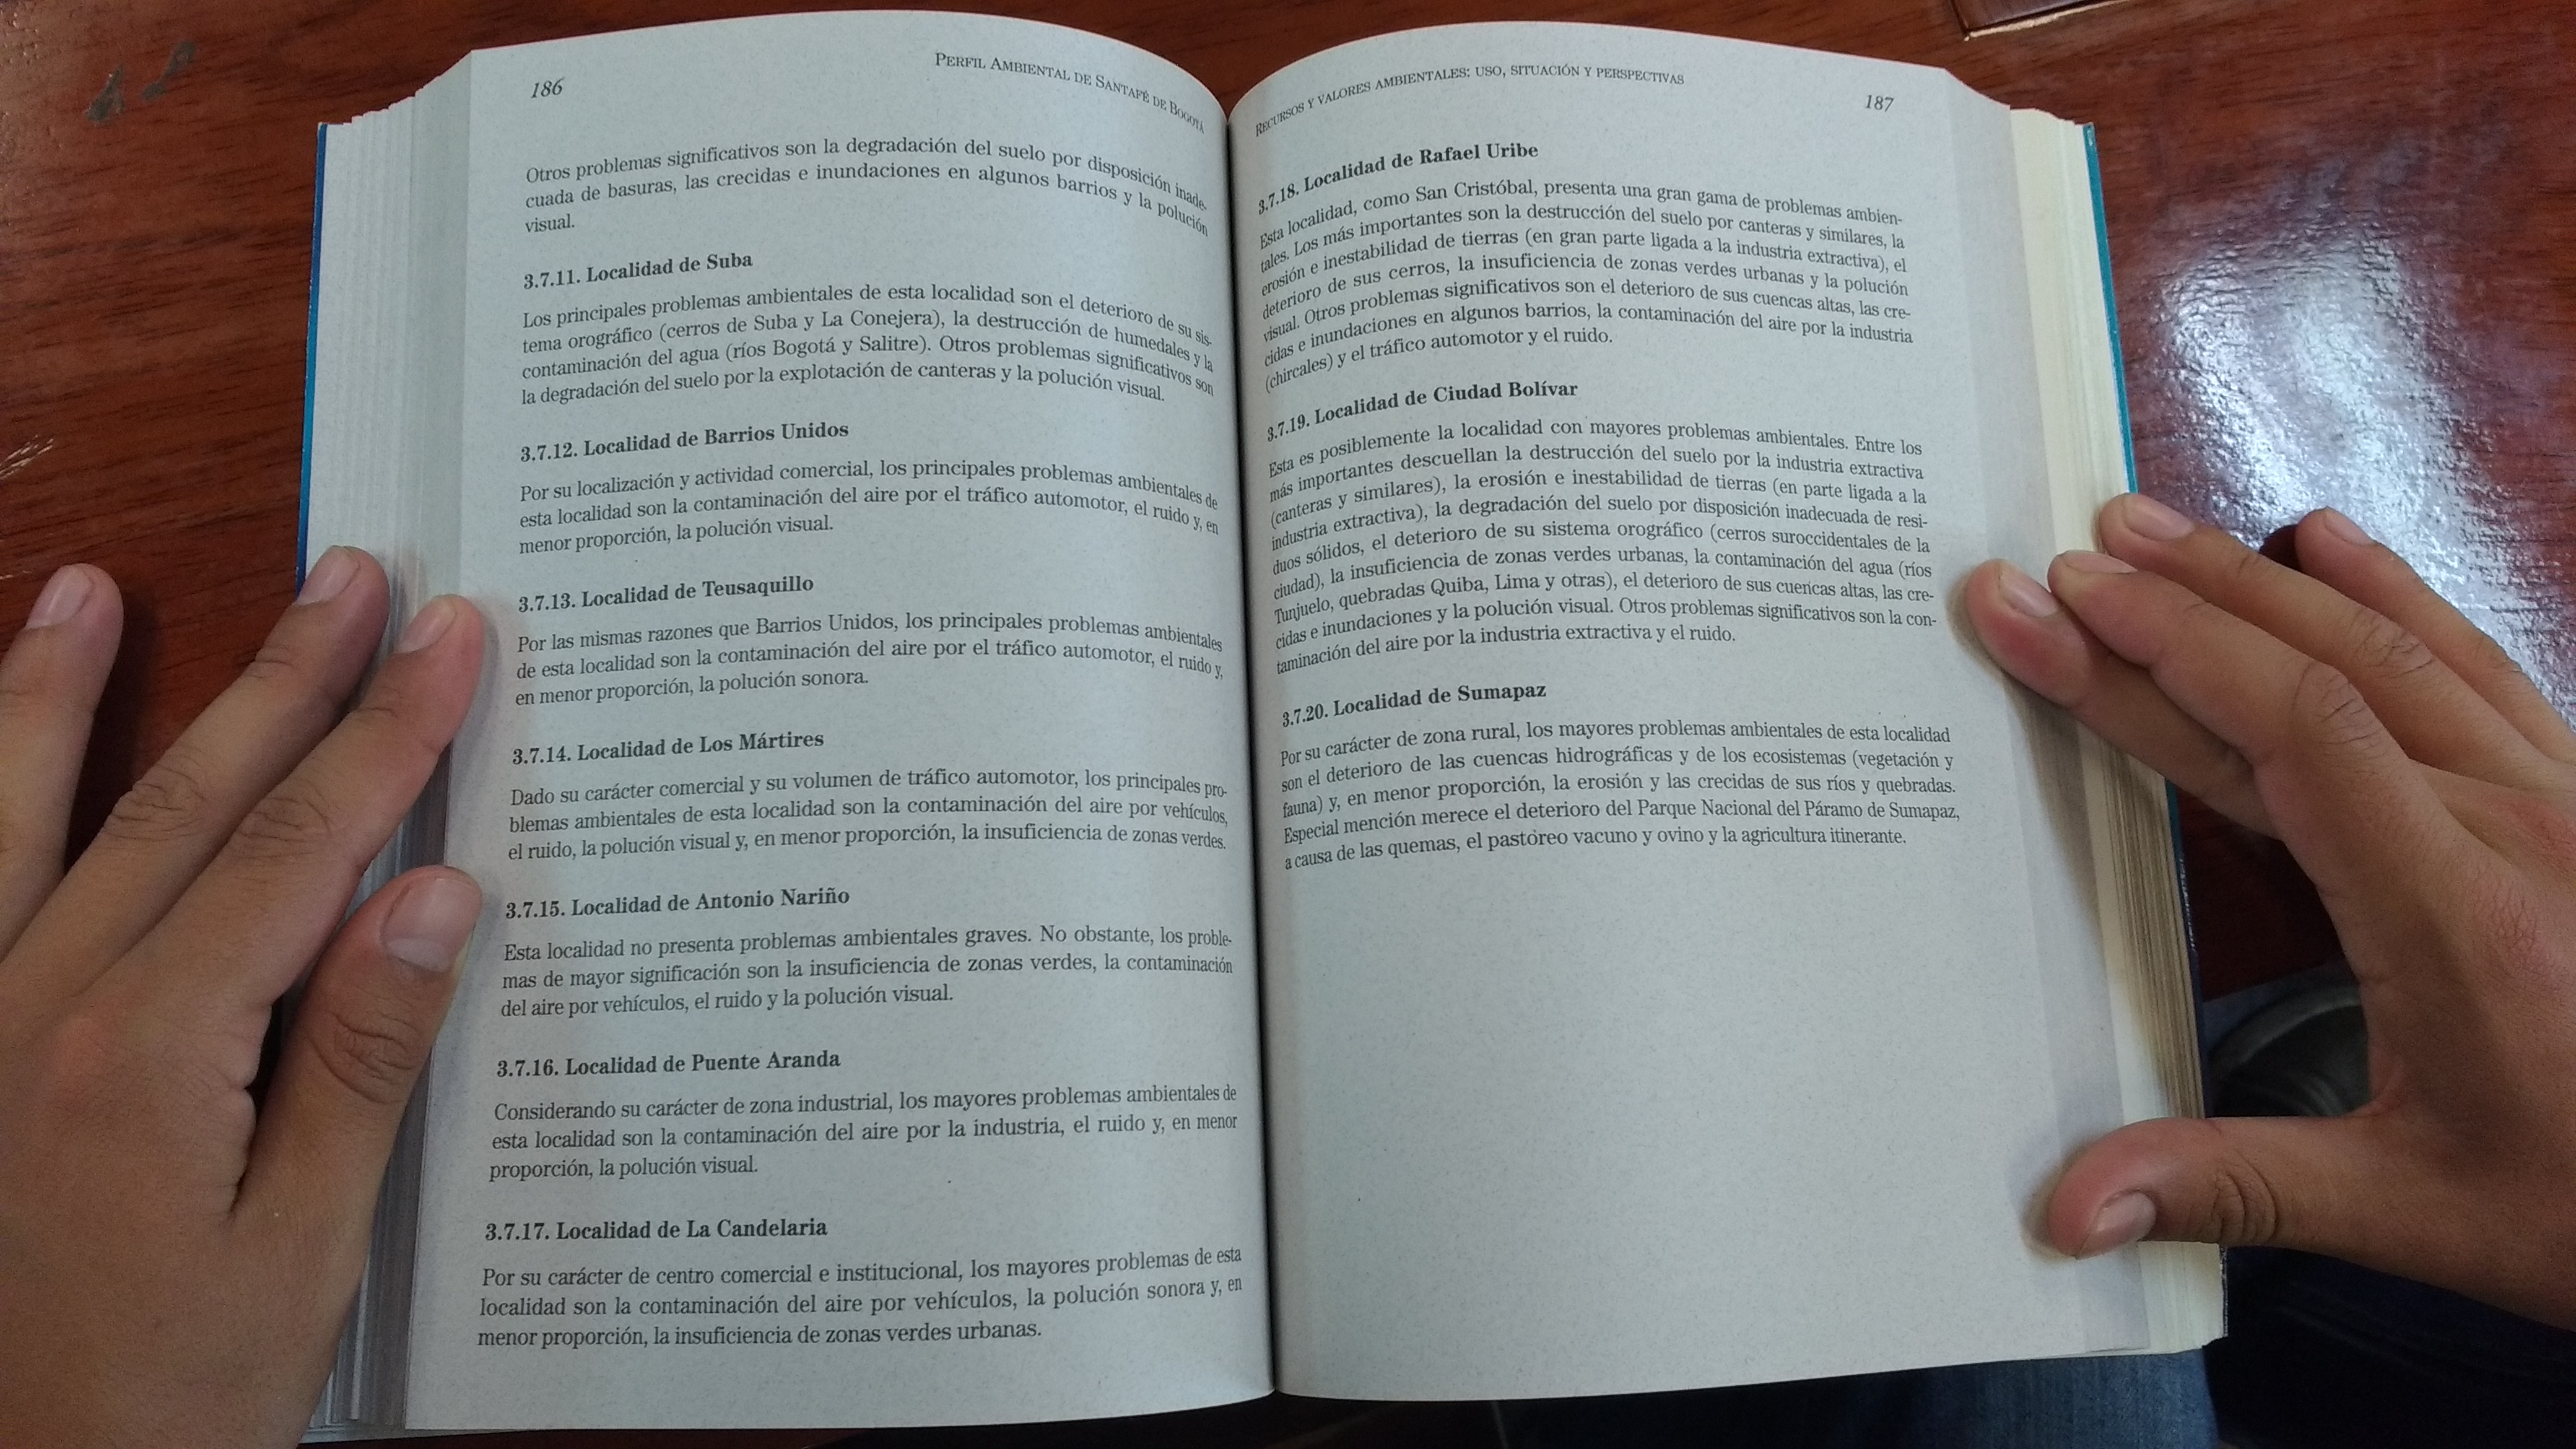 186
PERFIL AMBIENTAL DE SANTAFÉ DE BOGOTÁ
Otros problemas significativos son la degradación del suelo por disposición inade-
cuada de basuras, las crecidas e inundaciones en algunos barrios y la polución
visual.
3.7.11. Localidad de Suba
Los principales problemas ambientales de esta localidad son el deterioro de su sis-
tema orográfico (cerros de Suba y La Conejera), la destrucción de humedales y la
contaminación del agua (ríos Bogotá y Salitre). Otros problemas significativos son
la degradación del suelo por la explotación de canteras y la polución visual.
3.7.12. Localidad de Barrios Unidos
Por su localización y actividad comercial, los principales problemas ambientales de
esta localidad son la contaminación del aire por el tráfico automotor, el ruido y, en
menor proporción, la polución visual.
3.7.13. Localidad de Teusaquillo
Por las mismas razones que Barrios Unidos, los principales problemas ambientales
de esta localidad son la contaminación del aire por el tráfico automotor, el ruido y,
en menor proporción, la polución sonora.
3.7.14. Localidad de Los Mártires
Dado su carácter comercial y su volumen de tráfico automotor, los principales pro-
blemas ambientales de esta localidad son la contaminación del aire por vehículos,
el ruido, la polución visual y, en menor proporción, la insuficiencia de zonas verdes.
3.7.15. Localidad de Antonio Nariño
Esta localidad no presenta problemas ambientales graves. No obstante, los proble-
mas de mayor significación son la insuficiencia de zonas verdes, la contaminación
del aire por vehículos, el ruido y la polución visual.
3.7.16. Localidad de Puente Aranda
Considerando su carácter de zona industrial, los mayores problemas ambientales de
esta localidad son la contaminación del aire por la industria, el ruido y, en menor
proporción, la polución visual.
3.7.17. Localidad de La Candelaria
Por su carácter de centro comercial e institucional, los mayores problemas de esta
localidad son la contaminación del aire por vehículos, la polución sonora y, en
menor proporción, la insuficiencia de zonas verdes urbanas.
RECURSOS Y VALORES AMBIENTALES: USO, SITUACIÓN Y PERSPECTIVAS
187
3.7.18. Localidad de Rafael Uribe
Esta localidad, como San Cristóbal, presenta una gran gama de problemas ambien-
tales. Los más importantes son la destrucción del suelo por canteras y similares, la
erosión e inestabilidad de tierras (en gran parte ligada a la industria extractiva), el
deterioro de sus cerros, la insuficiencia de zonas verdes urbanas y la polución
visual. Otros problemas significativos son el deterioro de sus cuencas altas, las cre-
cidas e inundaciones en algunos barrios, la contaminación del aire por la industria
(chircales) y el tráfico automotor y el ruido.
3.7.19. Localidad de Ciudad Bolívar
Esta es posiblemente la localidad con mayores problemas ambientales. Entre los
más importantes descuellan la destrucción del suelo por la industria extractiva
(canteras y similares), la erosión e inestabilidad de tierras (en parte ligada a la
industria extractiva), la degradación del suelo por disposición inadecuada de resi-
duos sólidos, el deterioro de su sistema orográfico (cerros suroccidentales de la
ciudad), la insuficiencia de zonas verdes urbanas, la contaminación del agua (ríos
Tunjuelo, quebradas Quiba, Lima y otras), el deterioro de sus cuencas altas, las cre-
cidas e inundaciones y la polución visual. Otros problemas significativos son la con-
taminación del aire por la industria extractiva y el ruido.
3.7.20. Localidad de Sumapaz
Por su carácter de zona rural, los mayores problemas ambientales de esta localidad
son el deterioro de las cuencas hidrográficas y de los ecosistemas (vegetación y
fauna) y, en menor proporción, la erosión y las crecidas de sus ríos y quebradas.
Especial mención merece el deterioro del Parque Nacional del Páramo de Sumapaz,
a causa de las quemas, el pastoreo vacuno y ovino y la agricultura itinerante.